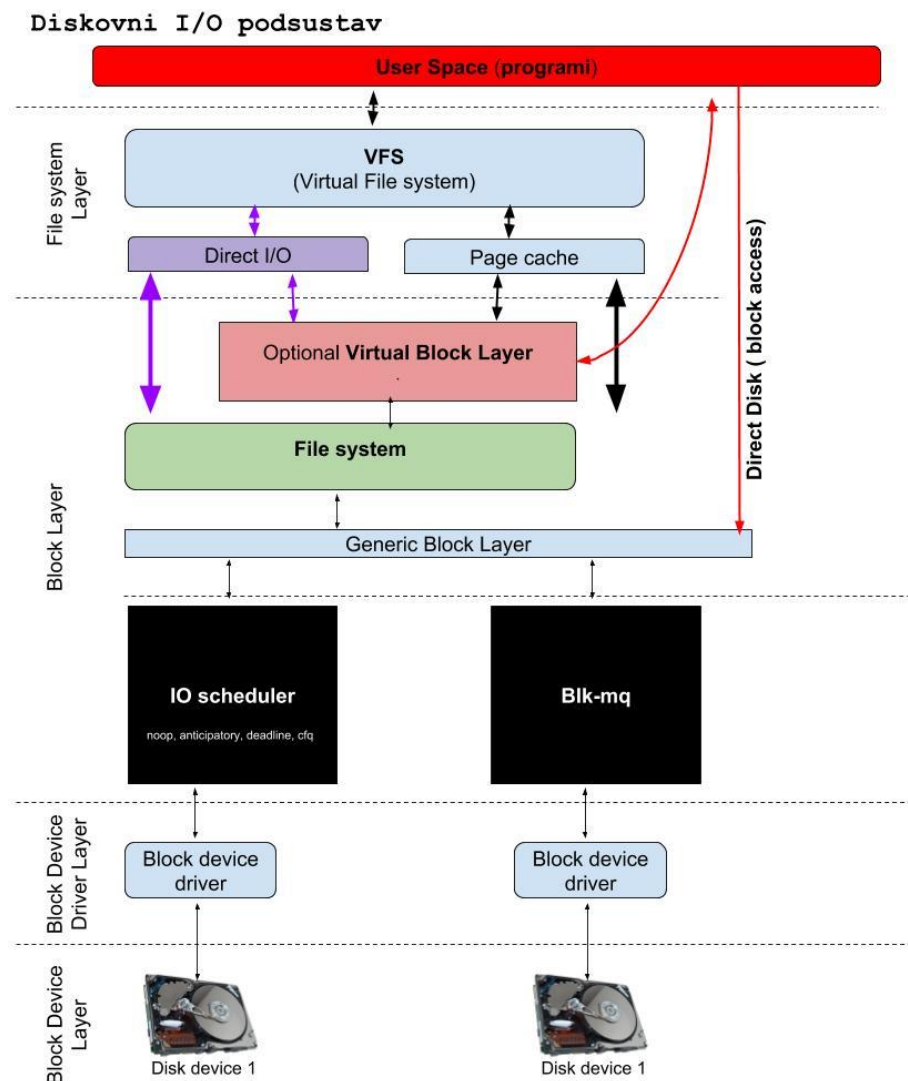 Diskovni I/O podsustav
User Space (programi)
File system
Layer
VFS
(Virtual File system)
Direct I/O
Page cache
Direct Disk ( block access)
Optional Virtual Block Layer
.
File system
Block Layer
Generic Block Layer
IO scheduler
noop, anticipatory, deadline, cfq
Blk-mq
Block Device
Driver Layer
Block device
driver
Block device
driver
Block Device
Layer
Disk device 1
Disk device 1